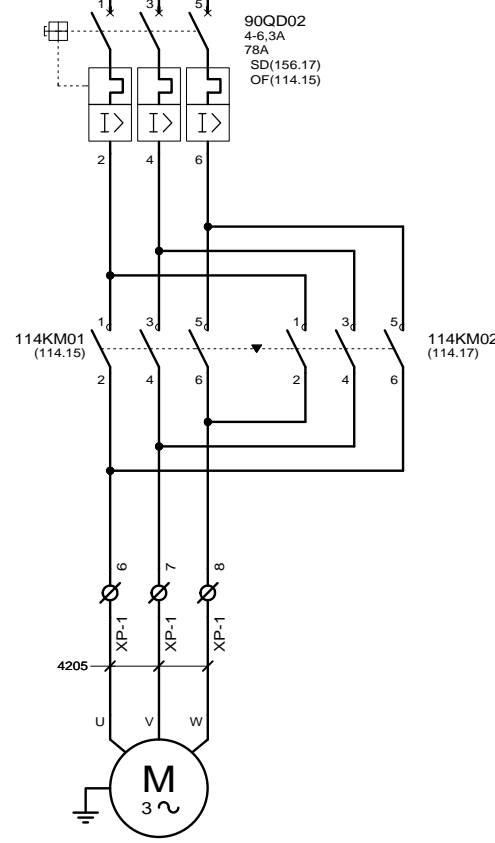 1 3 5
90QD02
4-6,3A
78A
SD(156.17)
OF(114.15)
I> I> I>
2 4 6
1 3 5 1 3 5
114KM01
(114.15)
114KM02
(114.17)
2 4 6 2 4 6
6 7 8
XP-1 XP-1 XP-1
4205
U V W
M
3 ~